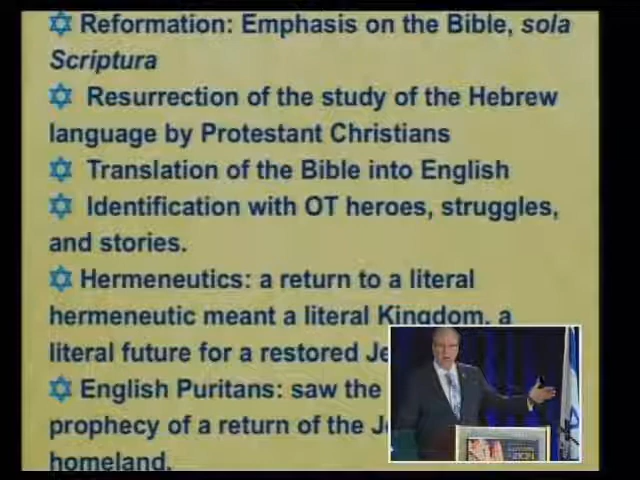 Reformation: Emphasis on the Bible, sola
Scriptura
Resurrection of the study of the Hebrew
language by Protestant Christians
Translation of the Bible into English
Identification with OT heroes, struggles,
and stories.
Hermeneutics: a return to a literal
hermeneutic meant a literal Kingdom, a
literal future for a restored Je
English Puritans: saw the
prophecy of a return of the J
homeland.